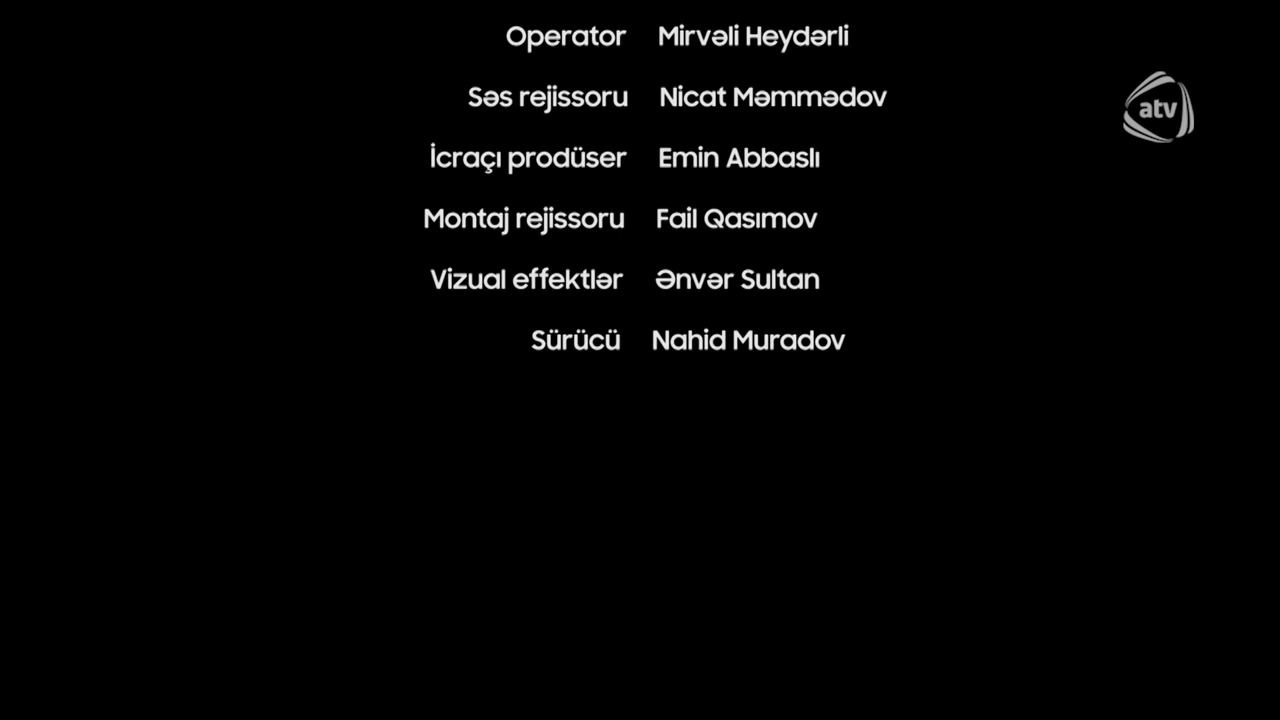 Operator Mirvəli Heydərli
Səs rejissoru Nicat Məmmədov
atv
İcraçı prodüser Emin Abbaslı
Montaj rejissoru Fail Qasımov
Vizual effektlər Ənvər Sultan
Sürücü Nahid Muradov